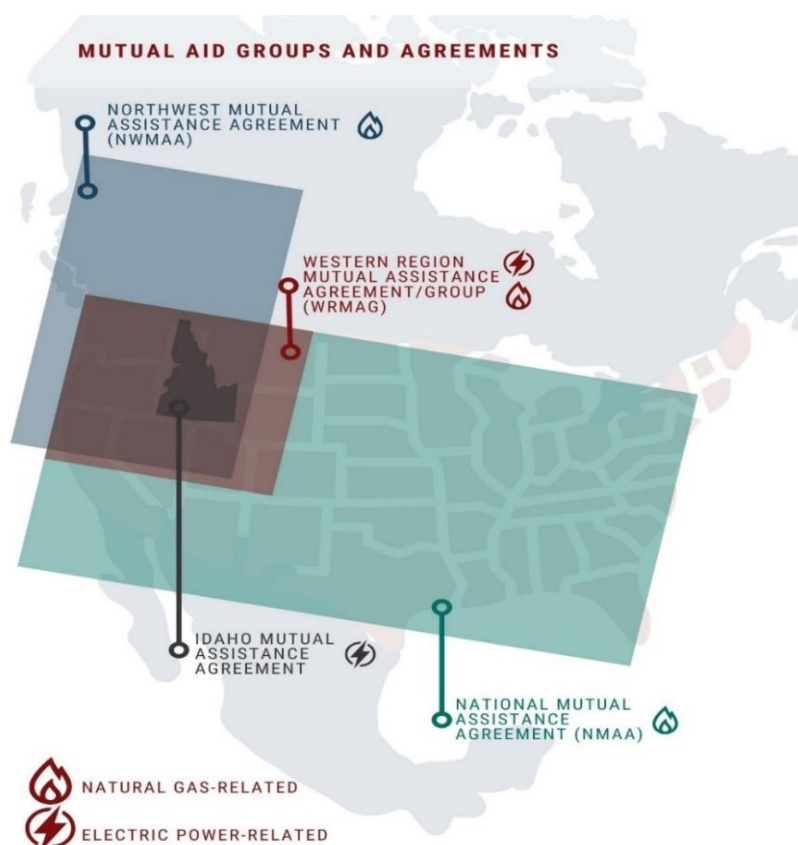 MUTUAL AID GROUPS AND AGREEMENTS
NORTHWEST MUTUAL
ASSISTANCE AGREEMENT
(NWMAA)
WESTERN REGION
MUTUAL ASSISTANCE
AGREEMENT/GROUP
(WRMAG)
IDAHO MUTUAL
ASSISTANCE
AGREEMENT
NATIONAL MUTUAL
ASSISTANCE
AGREEMENT (NMAA)
NATURAL GAS-RELATED
ELECTRIC POWER-RELATED